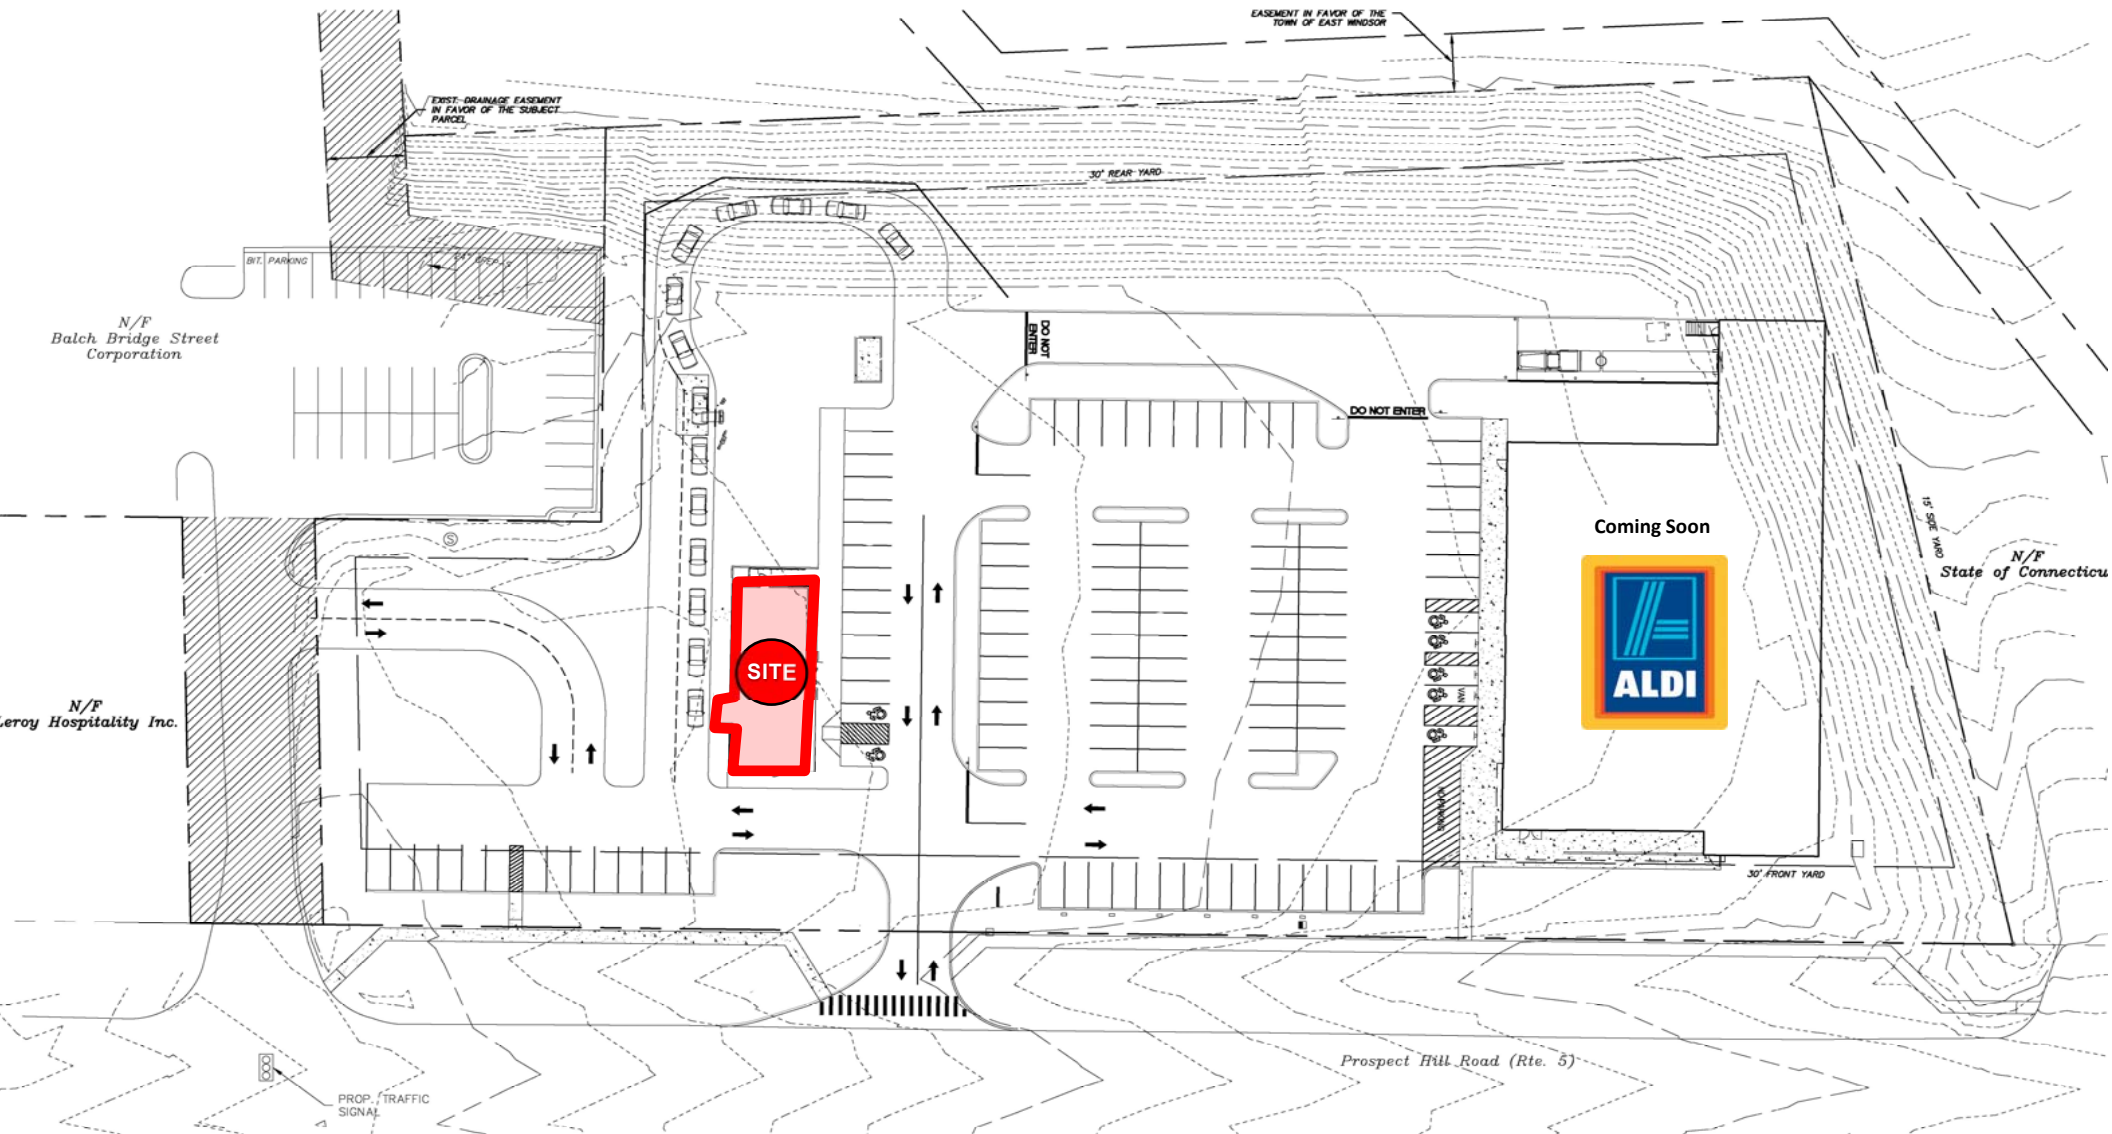 EASEMENT IN FAVOR OF THE
TOWN OF EAST WINDSOR
EXIST. DRAINAGE EASEMENT
IN FAVOR OF THE SUBJECT
PARCEL
30' REAR YARD
BIT. PARKING
24"
N/F
Balch Bridge Street
Corporation
DO NOT
ENTER
DO NOT ENTER
Coming Soon
15' SIDE YARD
N/F
State of Connecticu
S
ALDI
SITE
VAN
N/F
Leroy Hospitality Inc.
NO PARKING
30' FRONT YARD
Prospect Hill Road (Rte. 5)
PROP. TRAFFIC
SIGNAL